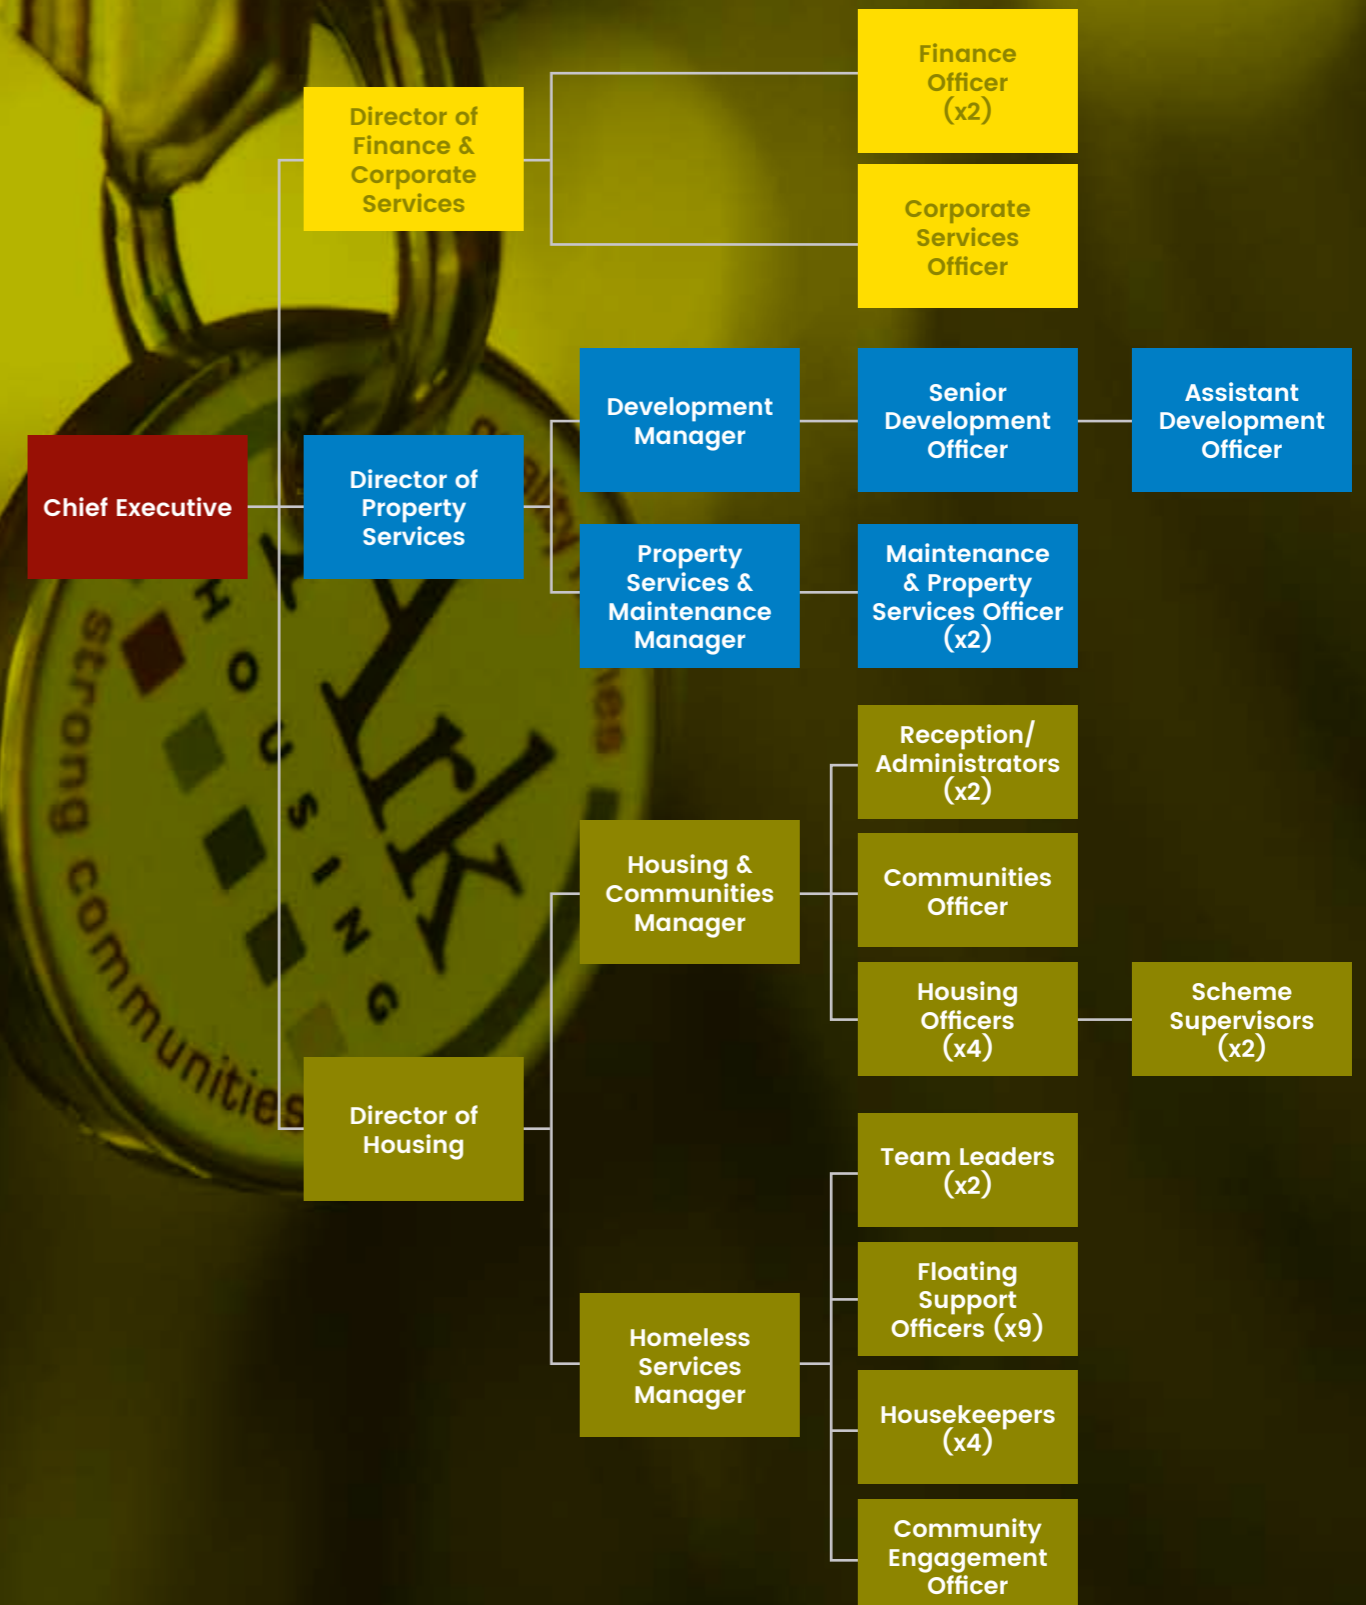 Finance
Officer
(x2)
Director of
Finance &
Corporate
Services
Corporate
Services
Officer
Development
Manager
Senior
Development
Officer
Assistant
Development
Officer
Chief Executive
Director of
Property
Services
Property
Services &
Maintenance
Manager
Maintenance
& Property
Services Officer
(x2)
Ark
HOUSING
strong communities
Reception/
Administrators
(x2)
Housing &
Communities
Manager
Communities
Officer
Housing
Officers
(x4)
Scheme
Supervisors
(x2)
Director of
Housing
Team Leaders
(x2)
Floating
Support
Officers (x9)
Homeless
Services
Manager
Housekeepers
(x4)
Community
Engagement
Officer